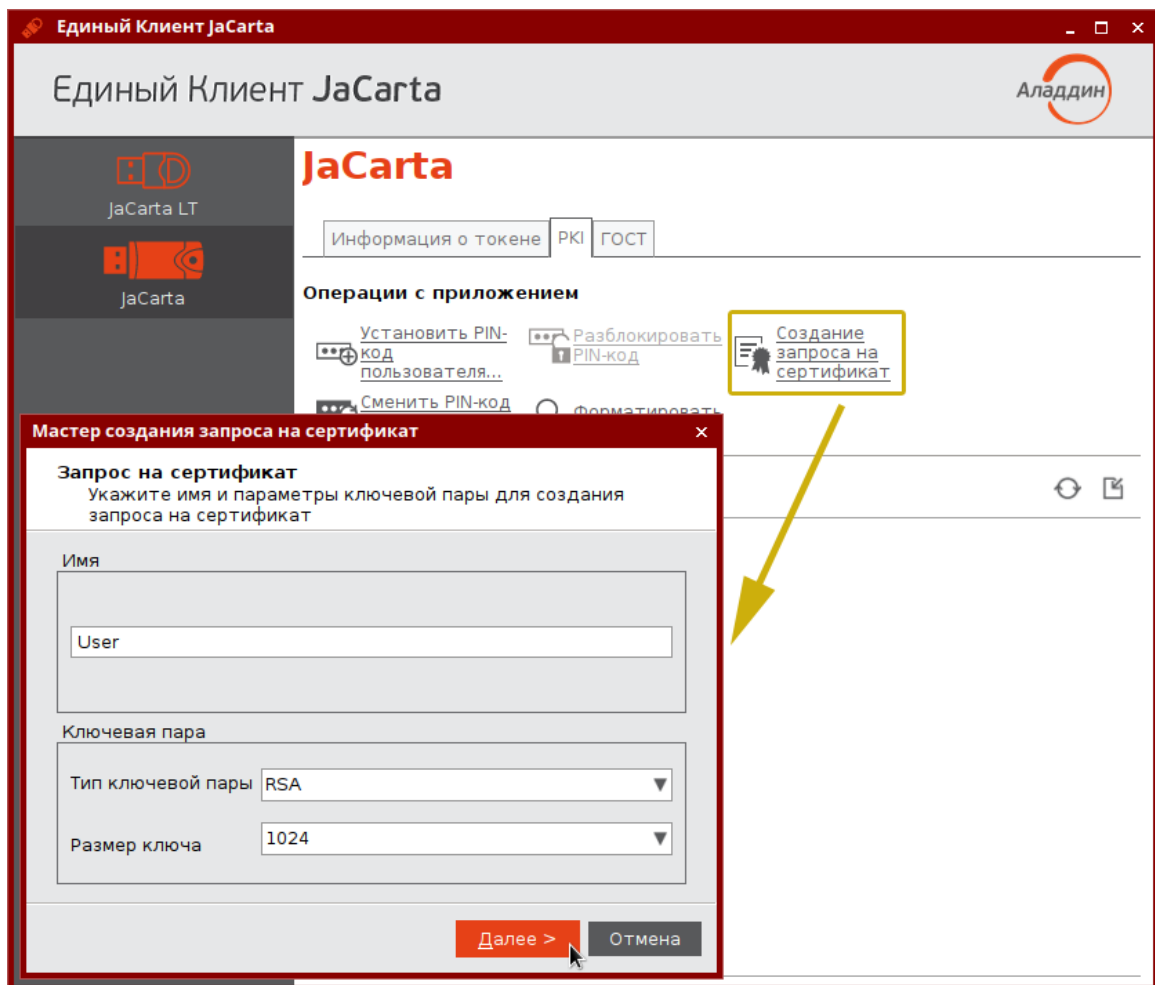 Единый Клиент JaCarta
Единый Клиент JaCarta
Аладдин
JaCarta LT
JaCarta
JaCarta
Информация о токене
PKI
ГОСТ
Операции с приложением
Установить PIN-
код
пользователя...
Разблокировать
PIN-код
Создание
запроса на
сертификат
Сменить PIN-код
Форматировать
Мастер создания запроса на сертификат
Запрос на сертификат
Укажите имя и параметры ключевой пары для создания
запроса на сертификат
Имя
User
Ключевая пара
Тип ключевой пары
RSA
Размер ключа
1024
Далее >
Отмена